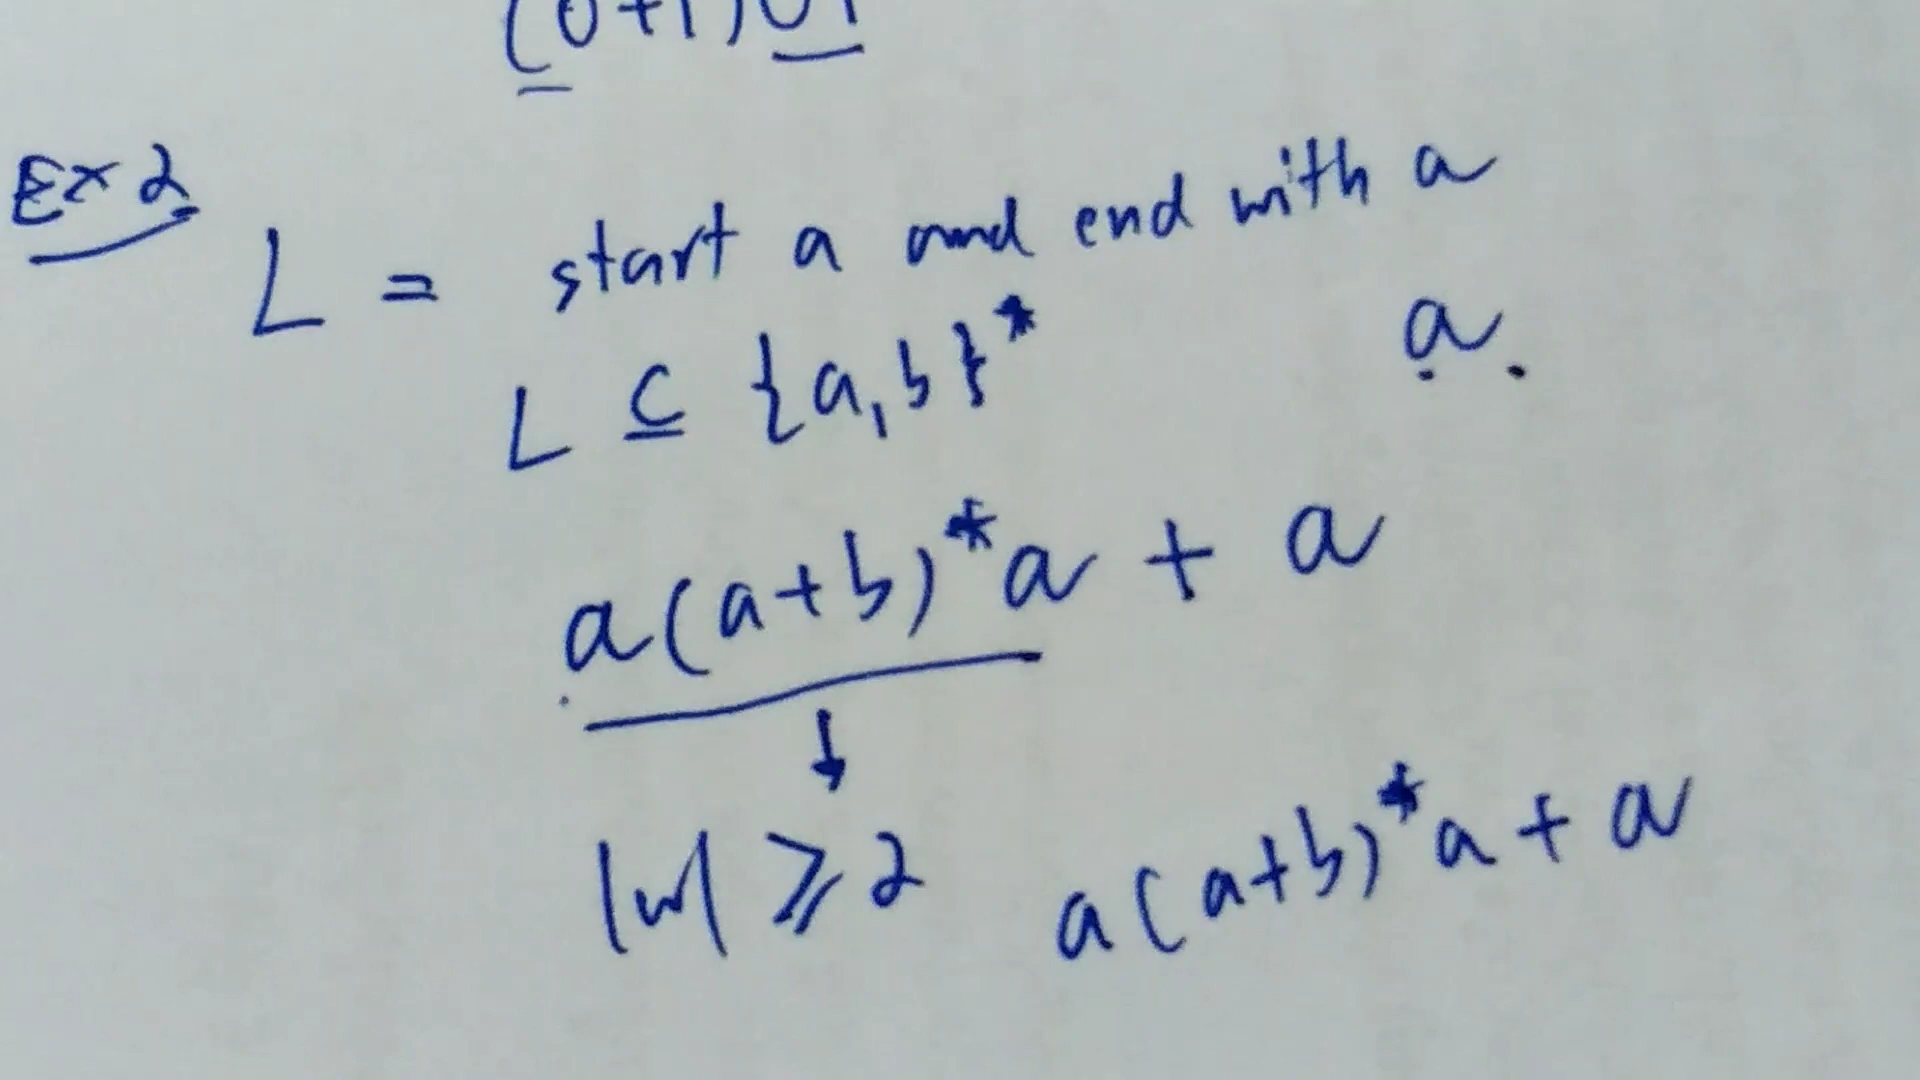 (0+1)01
Ex 2
L = start a and end with a
L ⊆ {a,b}* a.
a(a+b)*a + a
↓
|w| ⩾ 2 a(a+b)*a + a